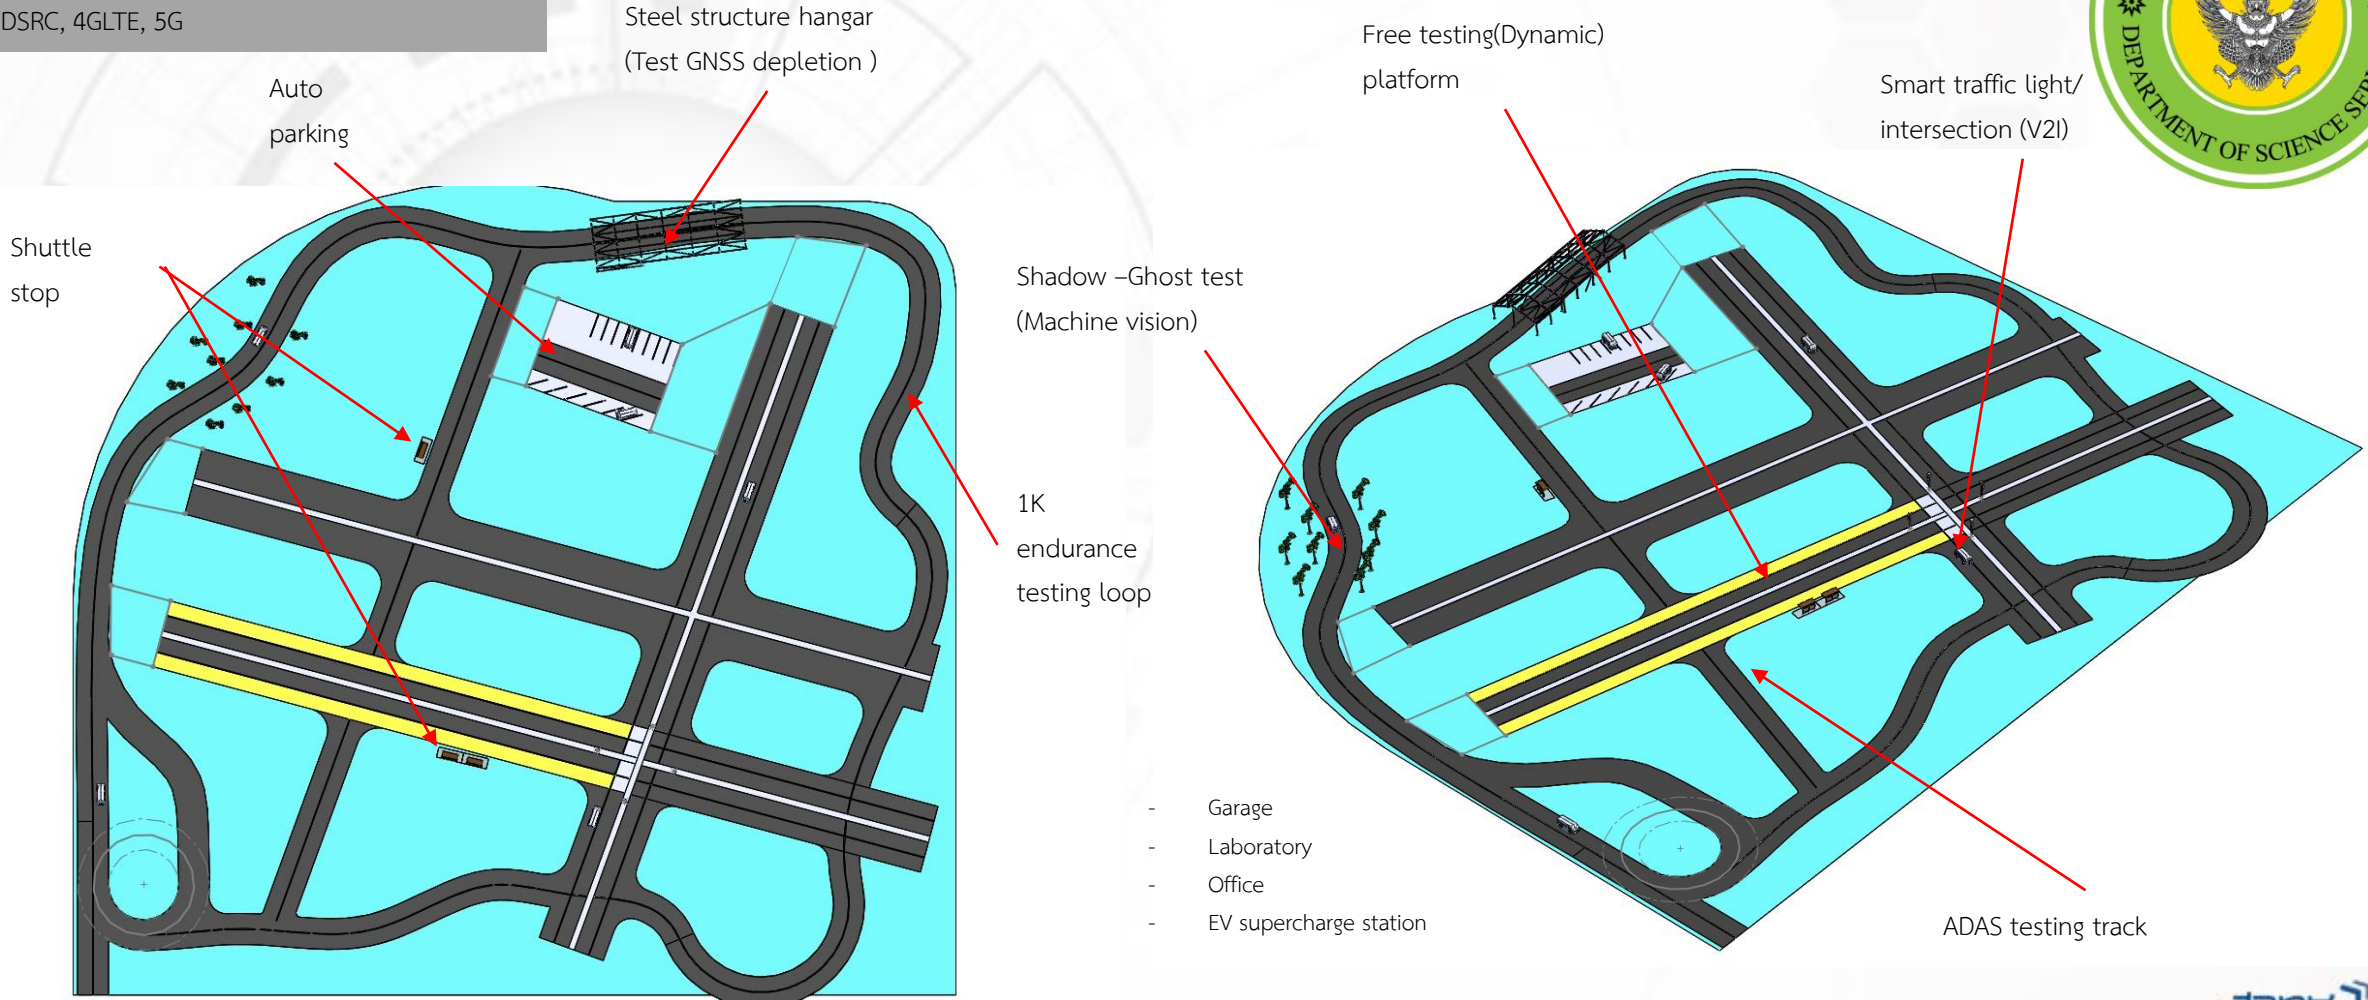 DSRC, 4GLTE, 5G
Steel structure hangar
(Test GNSS depletion )
Auto
parking
Shuttle
stop
1K
endurance
testing loop
Free testing(Dynamic)
platform
Smart traffic light/
intersection (V2I)
Shadow –Ghost test
(Machine vision)
- Garage
- Laboratory
- Office
- EV supercharge station
ADAS testing track
DEPARTMENT OF SCIENCE